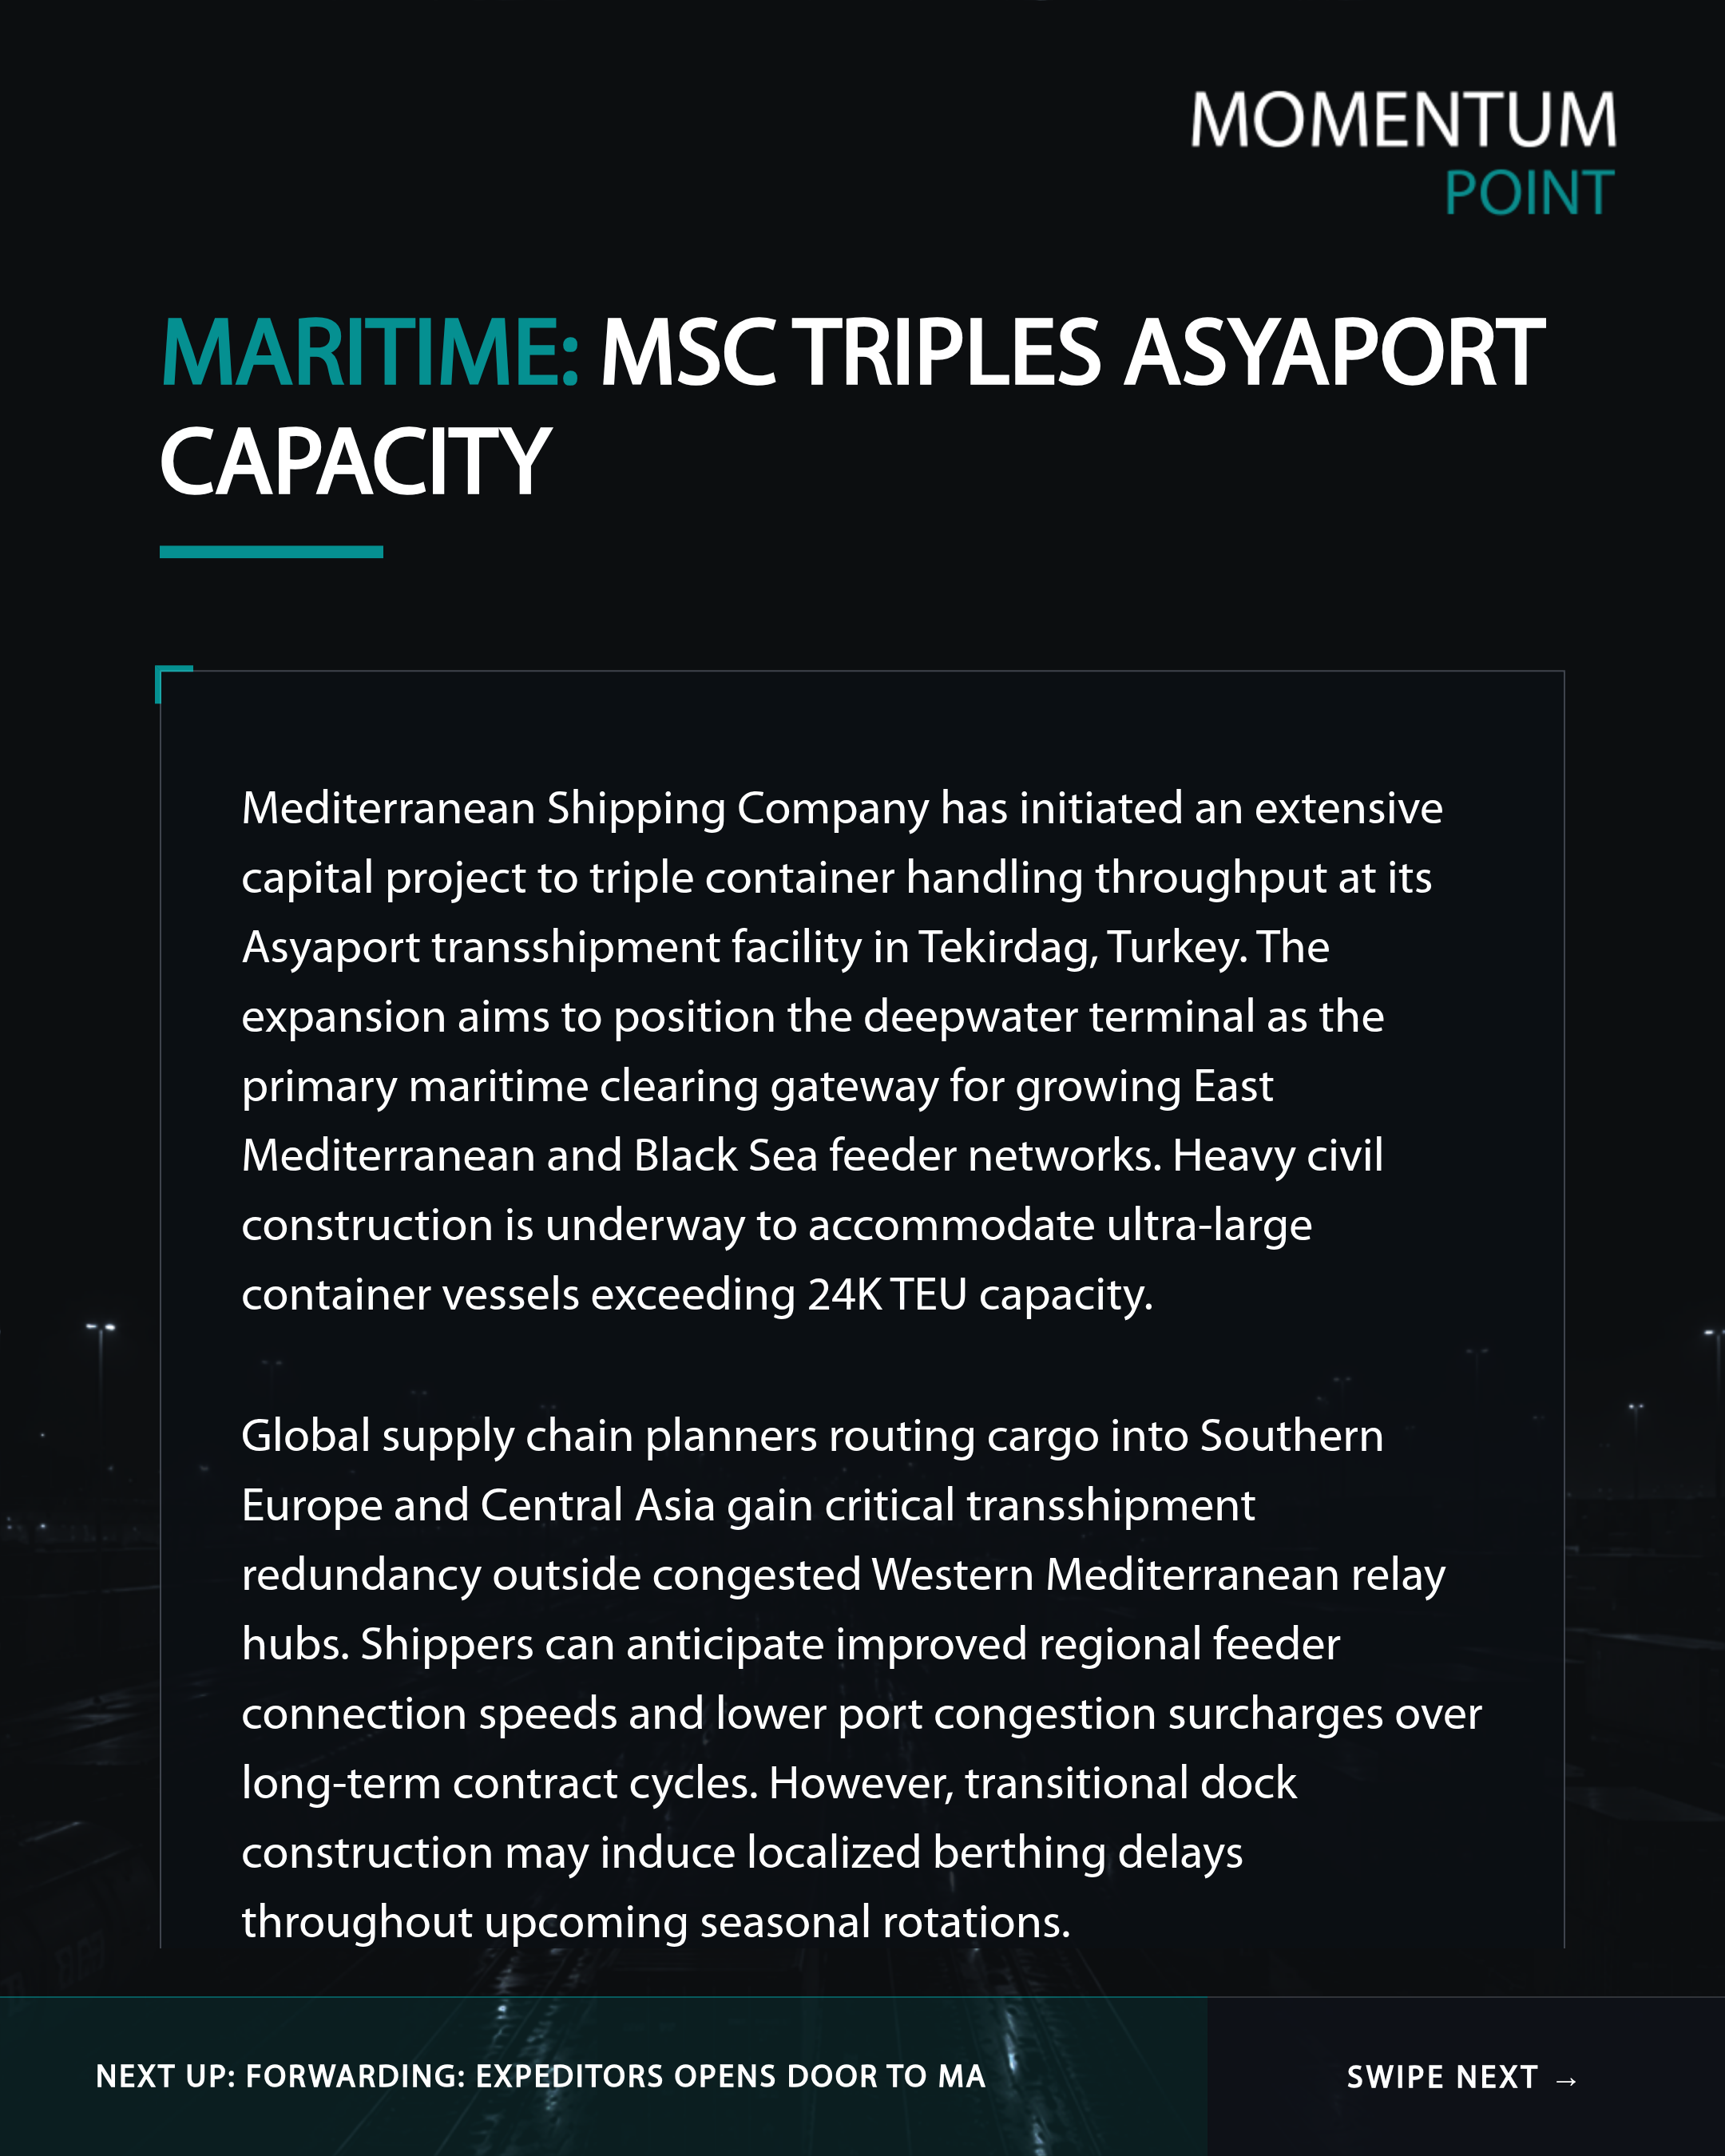 MOMENTUM
POINT
MARITIME: MSC TRIPLES ASYAPORT
CAPACITY
Mediterranean Shipping Company has initiated an extensive
capital project to triple container handling throughput at its
Asyaport transshipment facility in Tekirdag, Turkey. The
expansion aims to position the deepwater terminal as the
primary maritime clearing gateway for growing East
Mediterranean and Black Sea feeder networks. Heavy civil
construction is underway to accommodate ultra-large
container vessels exceeding 24K TEU capacity.
Global supply chain planners routing cargo into Southern
Europe and Central Asia gain critical transshipment
redundancy outside congested Western Mediterranean relay
hubs. Shippers can anticipate improved regional feeder
connection speeds and lower port congestion surcharges over
long-term contract cycles. However, transitional dock
construction may induce localized berthing delays
throughout upcoming seasonal rotations.
NEXT UP: FORWARDING: EXPEDITORS OPENS DOOR TO MA
SWIPE NEXT →